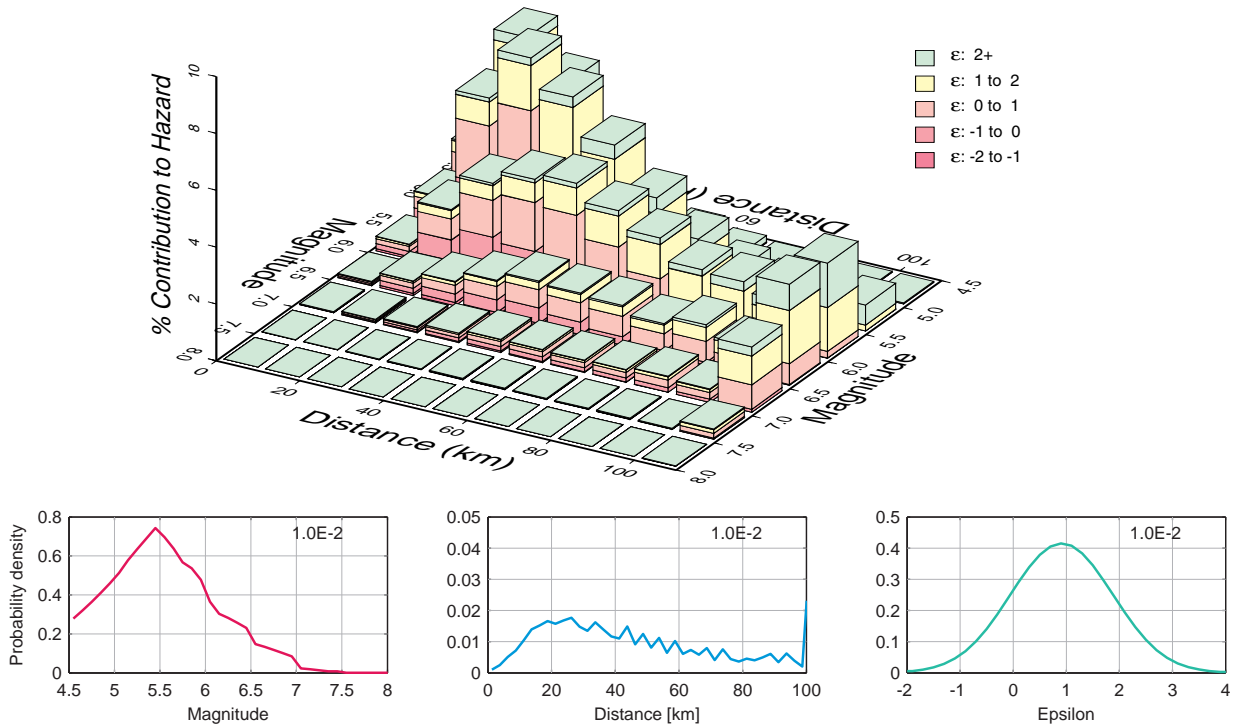 % Contribution to Hazard
10
8
6
4
2
0
ε: 2+
ε: 1 to 2
ε: 0 to 1
ε: -1 to 0
ε: -2 to -1
Magnitude
5.5
6.0
6.5
7.0
7.5
8.0
Distance (
60
100
Distance (km)
0
20
40
60
80
100
Magnitude
4.5
5.0
5.5
6.0
6.5
7.0
7.5
8.0
Probability density
0.8
0.6
0.4
0.2
0
1.0E-2
4.5 5 5.5 6 6.5 7 7.5 8
Magnitude
0.05
0.04
0.03
0.02
0.01
0
1.0E-2
0 20 40 60 80 100
Distance [km]
0.5
0.4
0.3
0.2
0.1
0
1.0E-2
-2 -1 0 1 2 3 4
Epsilon